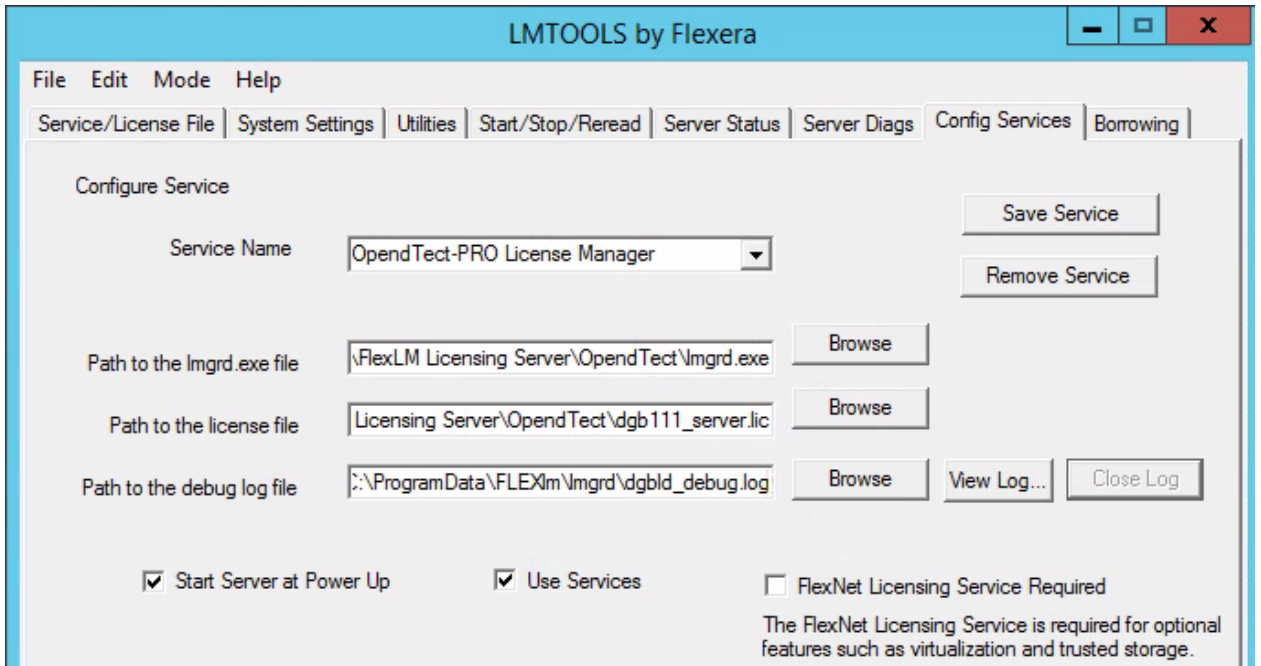 LMTOOLS by Flexera
X
File Edit Mode Help
Service/License File System Settings Utilities Start/Stop/Reread Server Status Server Diags Config Services Borrowing
Configure Service
Save Service
Service Name OpendTect-PRO License Manager
Remove Service
Path to the lmgrd.exe file \FlexLM Licensing Server\OpendTect\lmgrd.exe Browse
Path to the license file Licensing Server\OpendTect\dgb111_server.lic Browse
Path to the debug log file C:\ProgramData\FLEXlm\lmgrd\dgbld_debug.log Browse View Log... Close Log
Start Server at Power Up Use Services FlexNet Licensing Service Required
The FlexNet Licensing Service is required for optional
features such as virtualization and trusted storage.